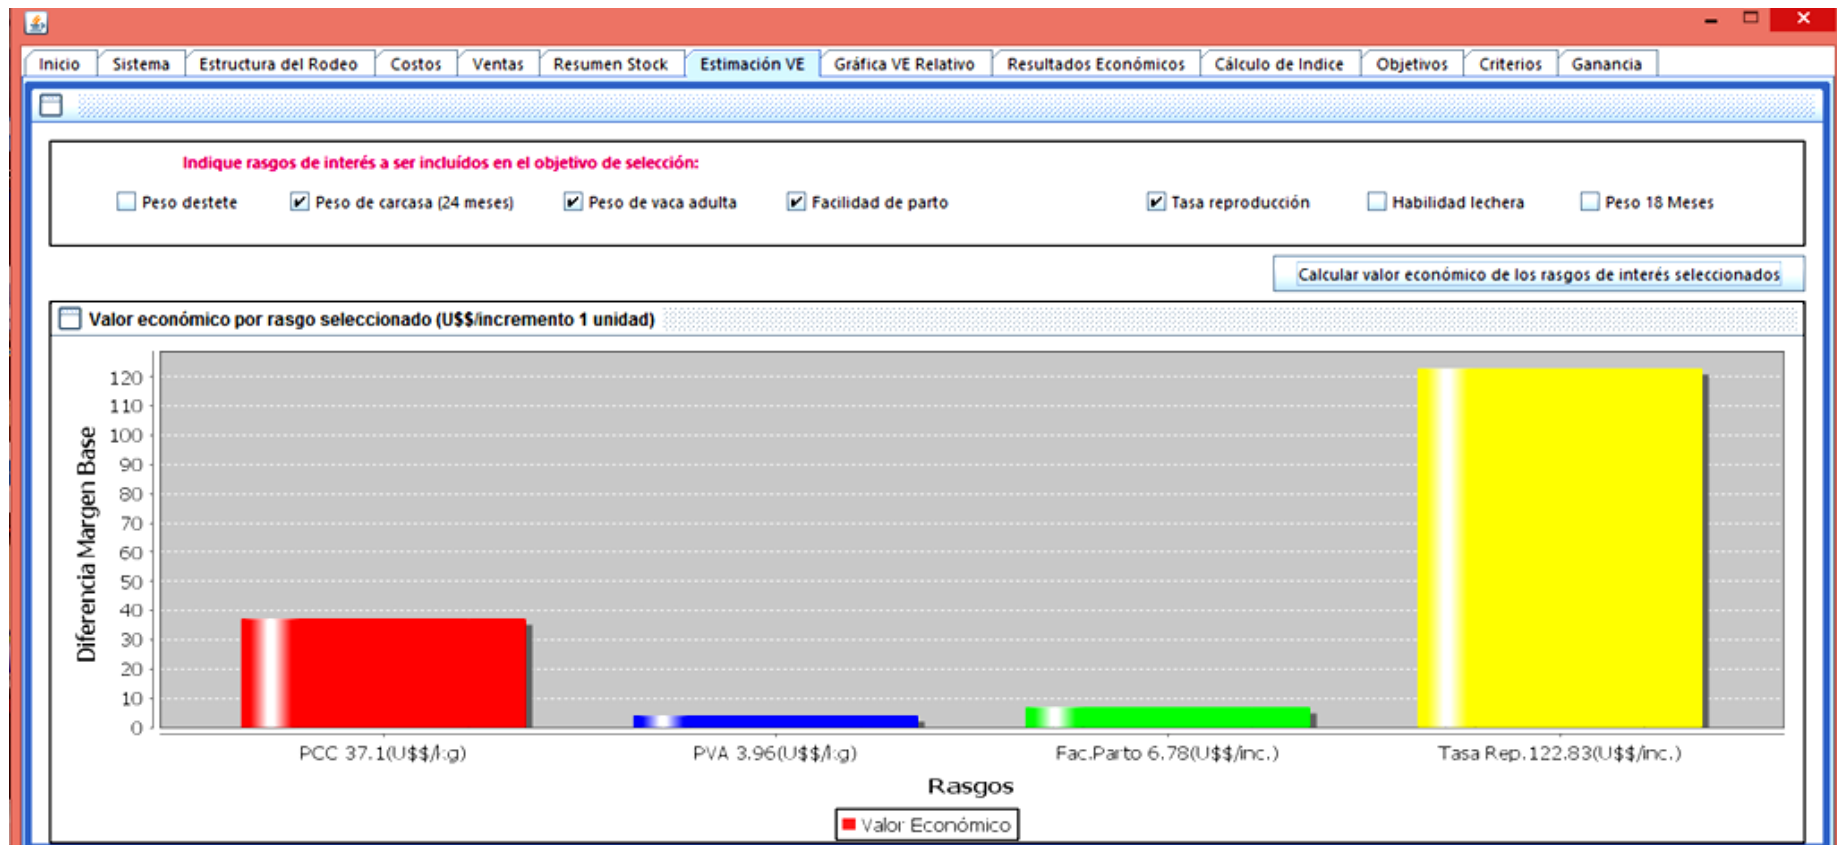 Inicio Sistema Estructura del Rodeo Costos Ventas Resumen Stock Estimación VE Gráfica VE Relativo Resultados Económicos Cálculo de Indice Objetivos Criterios Ganancia
Indique rasgos de interés a ser incluídos en el objetivo de selección:
Peso destete Peso de carcasa (24 meses) Peso de vaca adulta Facilidad de parto Tasa reproducción Habilidad lechera Peso 18 Meses
Calcular valor económico de los rasgos de interés seleccionados
Valor económico por rasgo seleccionado (U$$/incremento 1 unidad)
Diferencia Margen Base
120
110
100
90
80
70
60
50
40
30
20
10
0
PCC 37.1(U$$/kg) PVA 3.96(U$$/kg) Fac.Parto 6.78(U$$/inc.) Tasa Rep.122.83(U$$/inc.)
Rasgos
Valor Económico